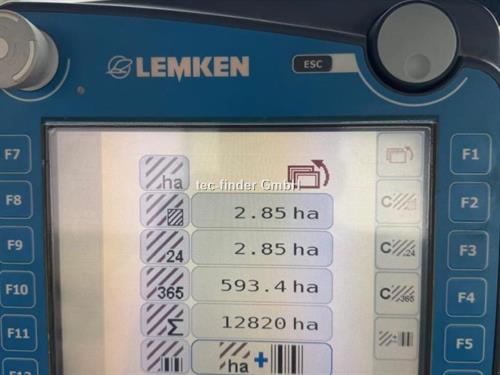 LEMKEN
ESC
F7
F8
F9
F10
F11
F12
ha
tec-finder GmbH
2.85 ha
24
2.85 ha
365
593.4 ha
Σ
12820 ha
ha +
C
C 24
C 365
F1
F2
F3
F4
F5